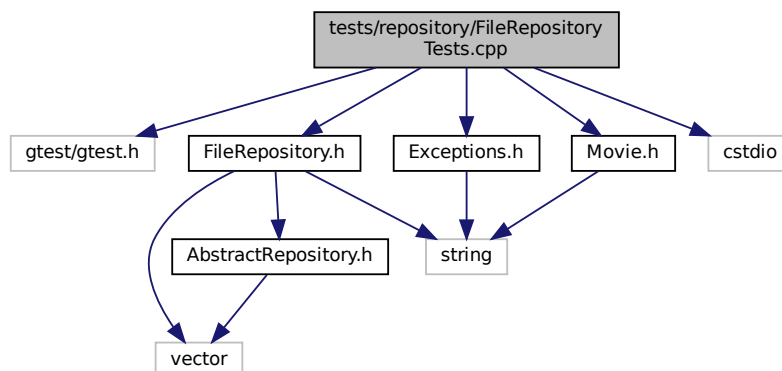 tests/repository/FileRepository
Tests.cpp
gtest/gtest.h
FileRepository.h
Exceptions.h
Movie.h
cstdio
AbstractRepository.h
string
vector